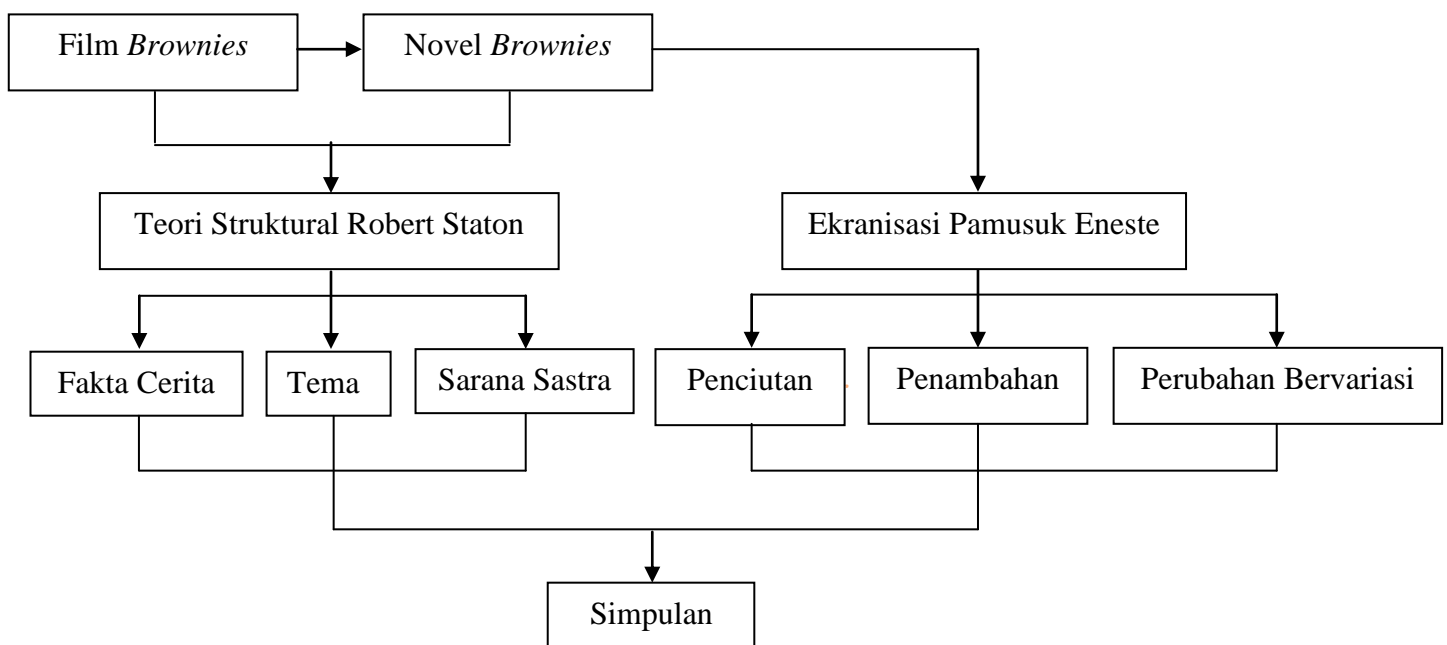 Film Brownies
Novel Brownies
Teori Struktural Robert Staton
Ekranisasi Pamusuk Eneste
Fakta Cerita
Tema
Sarana Sastra
Penciutan
Penambahan
Perubahan Bervariasi
Simpulan